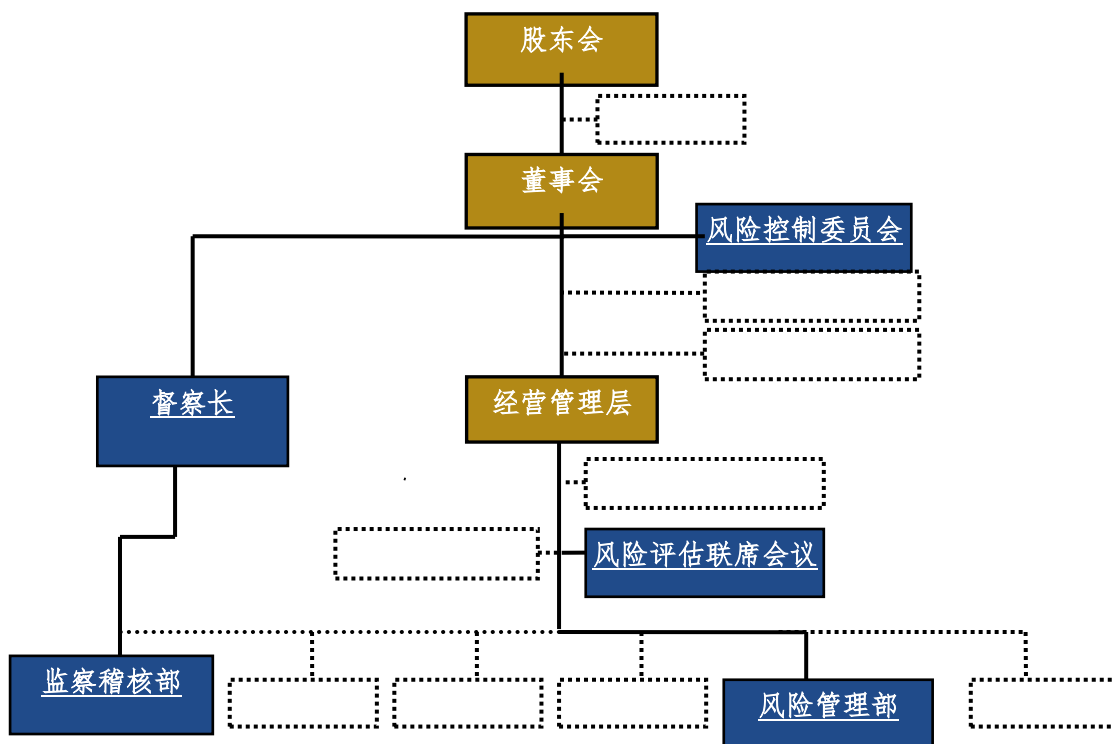 股东会
董事会
风险控制委员会
督察长
经营管理层
风险评估联席会议
监察稽核部
风险管理部